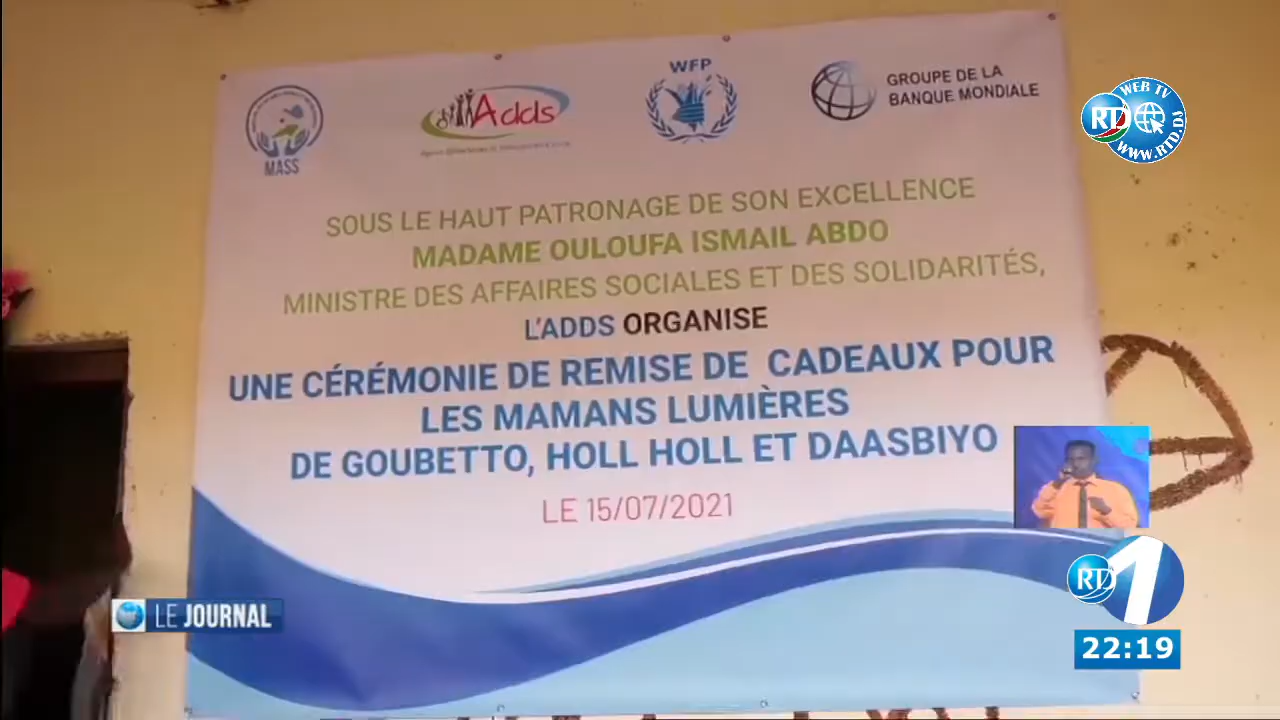 WFP
GROUPE DE LA
BANQUE MONDIALE
Adds
MASS
WEB TV
RTD
WWW.RTD.DJ
SOUS LE HAUT PATRONAGE DE SON EXCELLENCE
MADAME OULOUFA ISMAIL ABDO
MINISTRE DES AFFAIRES SOCIALES ET DES SOLIDARITÉS,
L'ADDS ORGANISE
UNE CÉRÉMONIE DE REMISE DE CADEAUX POUR
LES MAMANS LUMIÈRES
DE GOUBETTO, HOLL HOLL ET DAASBIYO
LE 15/07/2021
LE JOURNAL
RTD 1
22:19